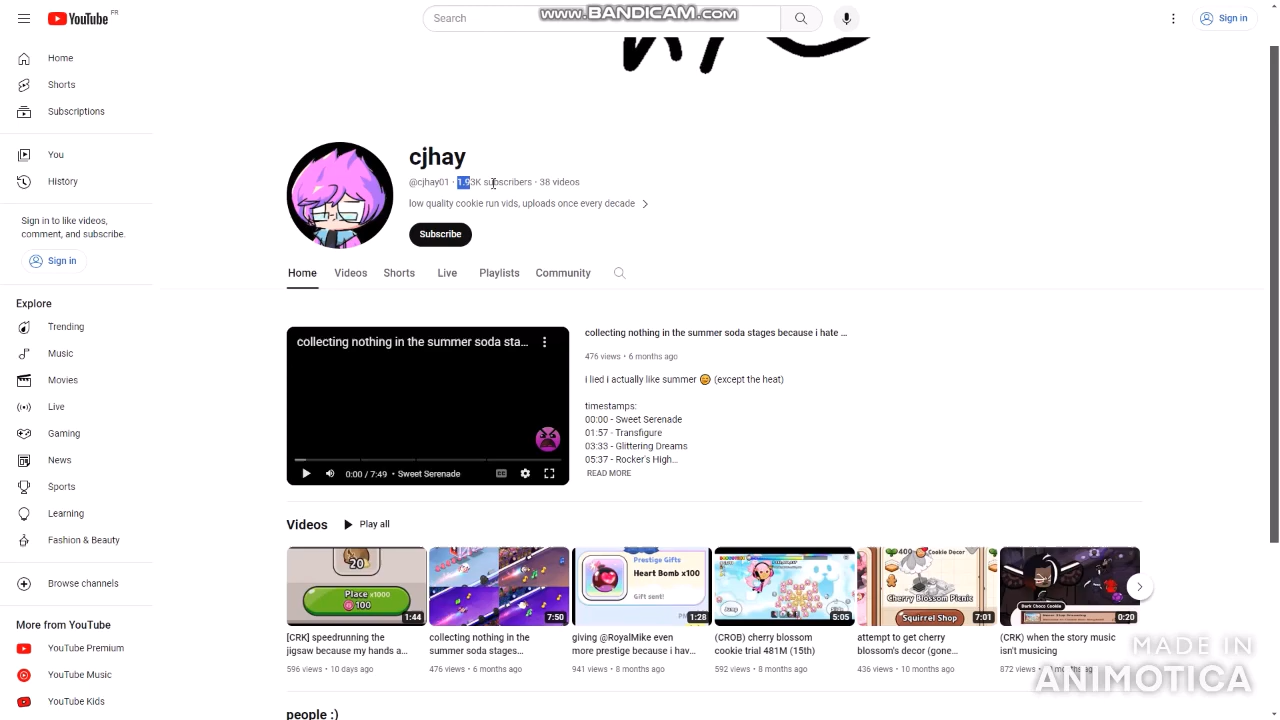 YouTube FR
Search
www.BANDICAM.com
Sign in
Home
Shorts
Subscriptions
You
History
Sign in to like videos,
comment, and subscribe.
Sign in
Explore
Trending
Music
Movies
Live
Gaming
News
Sports
Learning
Fashion & Beauty
Browse channels
More from YouTube
YouTube Premium
YouTube Music
YouTube Kids
cjhay
@cjhay01 · 1.93K subscribers · 38 videos
low quality cookie run vids, uploads once every decade
Subscribe
Home Videos Shorts Live Playlists Community
collecting nothing in the summer soda sta...
0:00 / 7:49 • Sweet Serenade
collecting nothing in the summer soda stages because i hate ...
476 views • 6 months ago
i lied i actually like summer (except the heat)
timestamps:
00:00 - Sweet Serenade
01:57 - Transfigure
03:33 - Glittering Dreams
05:37 - Rocker's High...
READ MORE
Videos Play all
20
Place x1000
100
1:44
[CRK] speedrunning the
jigsaw because my hands a...
596 views • 10 days ago
7:50
collecting nothing in the
summer soda stages...
476 views • 6 months ago
Prestige Gifts
Heart Bomb x100
Gift sent!
1:28
giving @RoyalMike even
more prestige because i hav...
941 views • 8 months ago
Jump
Slide
5:05
(CROB) cherry blossom
cookie trial 481M (15th)
592 views • 8 months ago
400 Cookie Decor
Cherry Blossom Picnic
Squirrel Shop
7:01
attempt to get cherry
blossom's decor (gone...
436 views • 10 months ago
Dark Choco Cookie
0:20
(CRK) when the story music
isn't musicing
872 views
people :)
MADE IN
ANIMOTICA